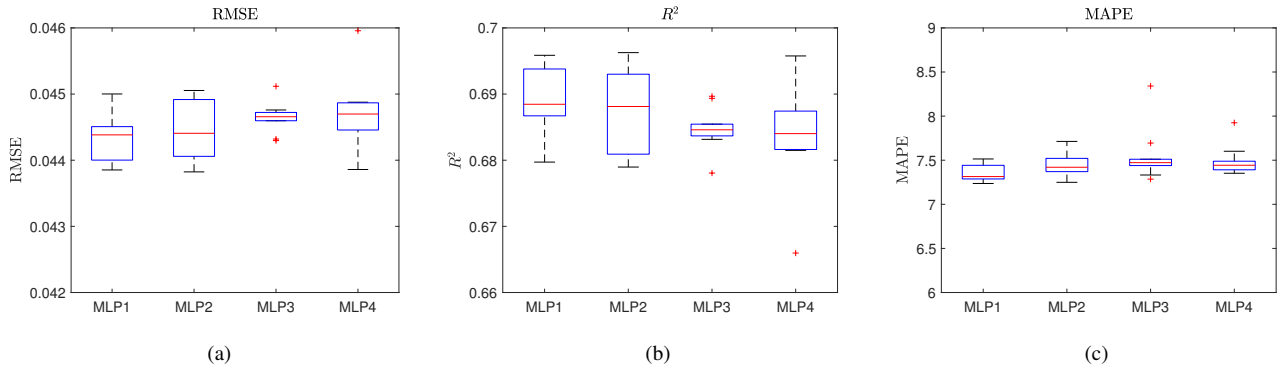 RMSE
0.046
0.045
0.044
0.043
0.042
RMSE
MLP1 MLP2 MLP3 MLP4
(a)
R²
0.7
0.69
0.68
0.67
0.66
R²
MLP1 MLP2 MLP3 MLP4
(b)
MAPE
9
8.5
8
7.5
7
6.5
6
MAPE
MLP1 MLP2 MLP3 MLP4
(c)